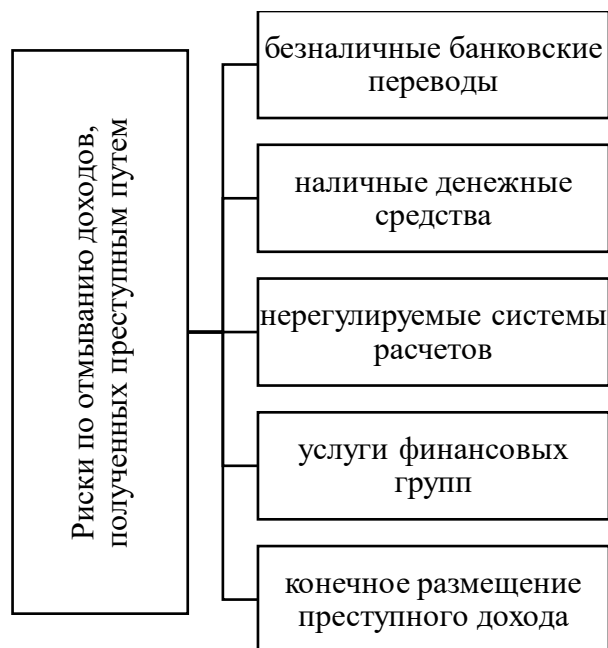 Риски по отмыванию доходов,
полученных преступным путем
безналичные банковские
переводы
наличные денежные
средства
нерегулируемые системы
расчетов
услуги финансовых
групп
конечное размещение
преступного дохода